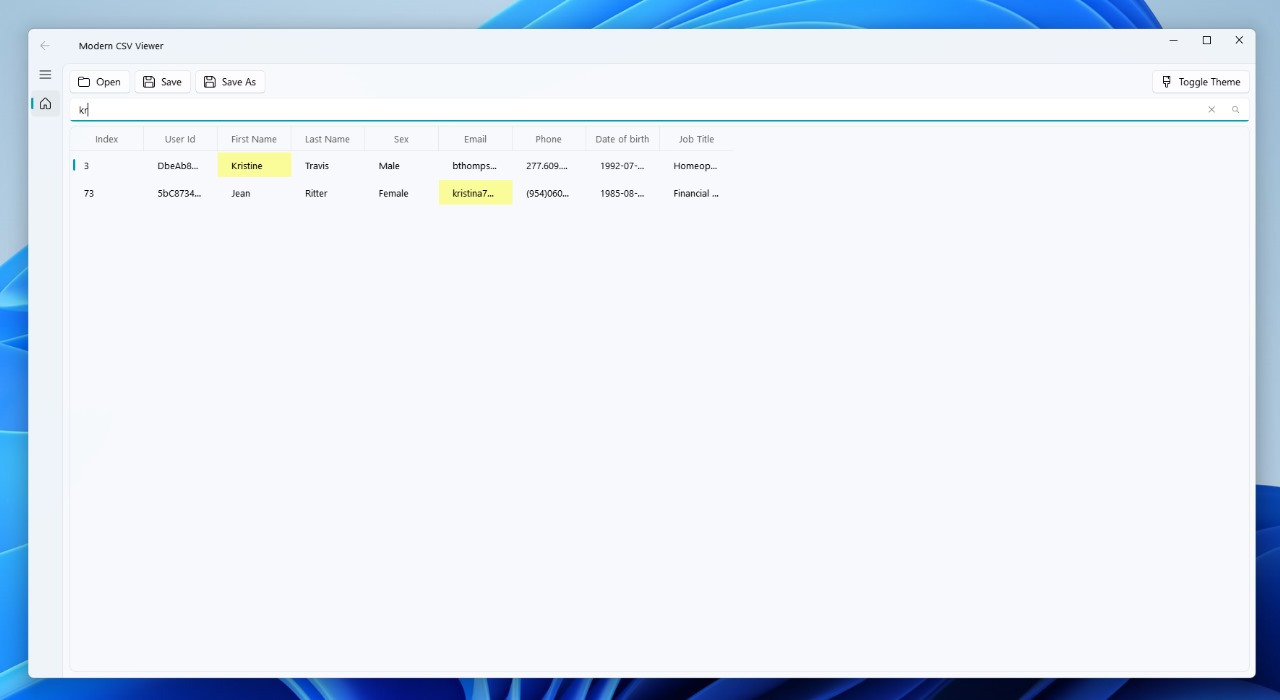 Modern CSV Viewer
Open Save Save As Toggle Theme
kr
Index User Id First Name Last Name Sex Email Phone Date of birth Job Title
3 DbeAb8... Kristine Travis Male bthomps... 277.609.... 1992-07-... Homeop...
73 5bC8734... Jean Ritter Female kristina7... (954)060... 1985-08-... Financial ...